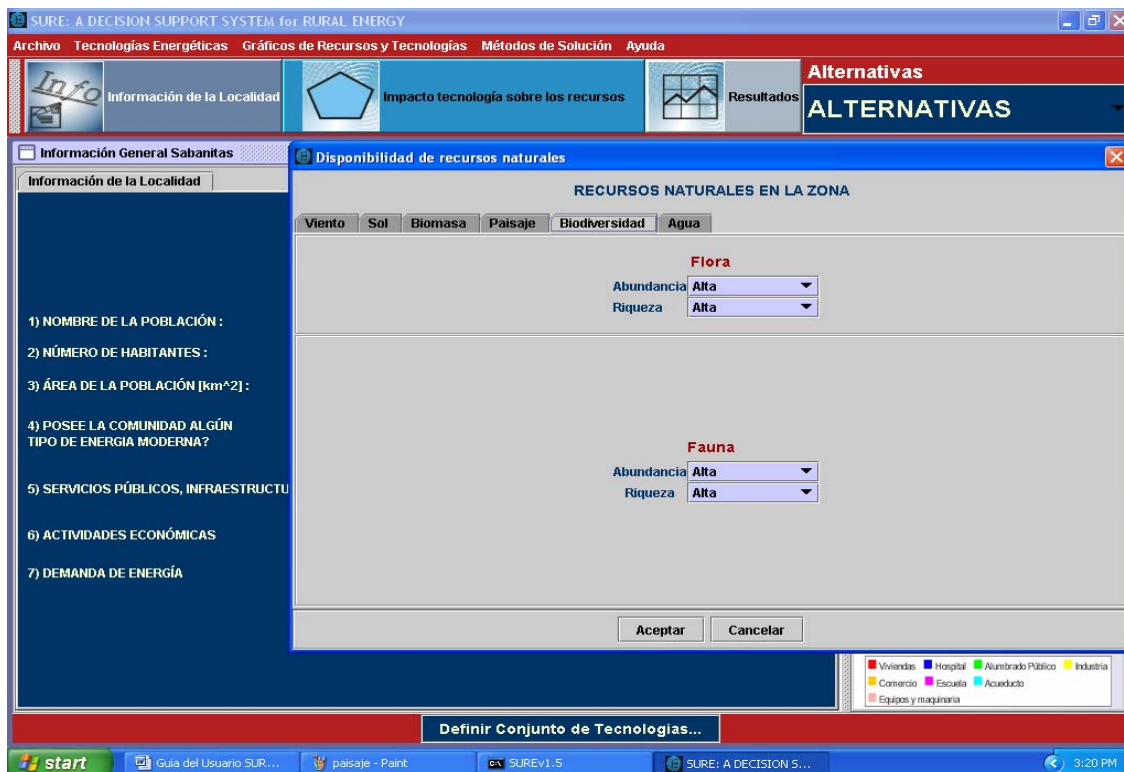 SURE: A DECISION SUPPORT SYSTEM for RURAL ENERGY
Archivo Tecnologías Energéticas Gráficos de Recursos y Tecnologías Métodos de Solución Ayuda
Info
Información de la Localidad
Impacto tecnología sobre los recursos
Resultados
Alternativas
ALTERNATIVAS
Información General Sabanitas
Información de la Localidad
1) NOMBRE DE LA POBLACIÓN :
2) NÚMERO DE HABITANTES :
3) ÁREA DE LA POBLACIÓN [km^2] :
4) POSEE LA COMUNIDAD ALGÚN
TIPO DE ENERGIA MODERNA?
5) SERVICIOS PÚBLICOS, INFRAESTRUCTU
6) ACTIVIDADES ECONÓMICAS
7) DEMANDA DE ENERGÍA
Disponibilidad de recursos naturales
RECURSOS NATURALES EN LA ZONA
Viento Sol Biomasa Paisaje Biodiversidad Agua
Flora
Abundancia Alta
Riqueza Alta
Fauna
Abundancia Alta
Riqueza Alta
Aceptar Cancelar
Viviendas Hospital Alumbrado Público Industria
Comercio Escuela Acueducto
Equipos y maquinaria
Definir Conjunto de Tecnologias...
start Guia del Usuario SUR... paisaje - Paint SUREv1.5 SURE: A DECISION S... 3:20 PM